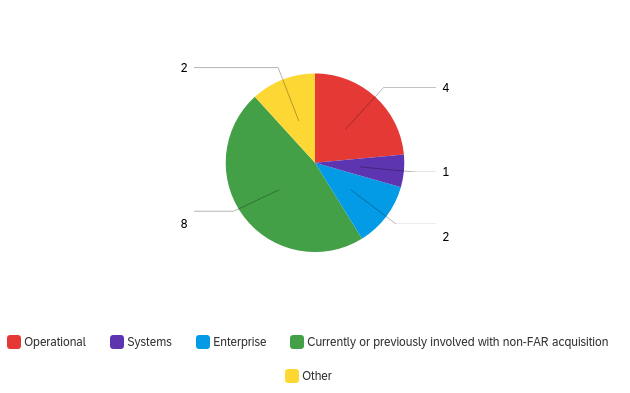 2
4
1
2
8
Operational
Systems
Enterprise
Currently or previously involved with non-FAR acquisition
Other